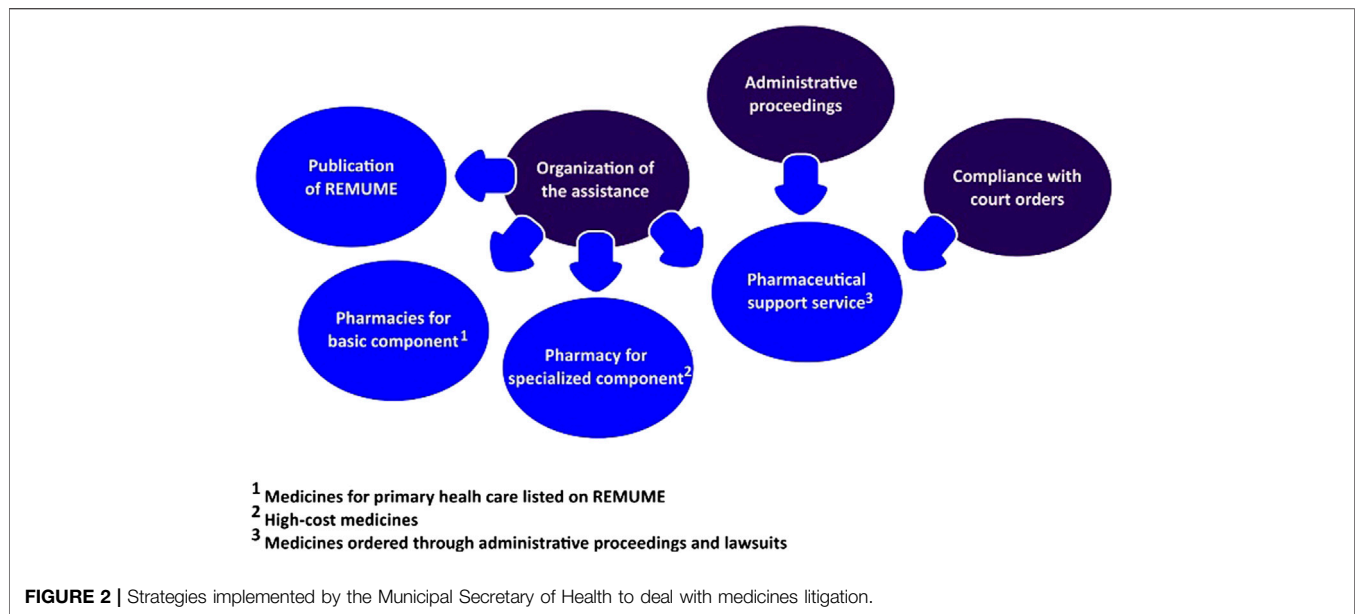 Administrative
proceedings
Publication
of REMUME
Organization of
the assistance
Compliance with
court orders
Pharmaceutical
support service3
Pharmacies for
basic component1
Pharmacy for
specialized component2
1 Medicines for primary healh care listed on REMUME
2 High-cost medicines
3 Medicines ordered through administrative proceedings and lawsuits
FIGURE 2 | Strategies implemented by the Municipal Secretary of Health to deal with medicines litigation.